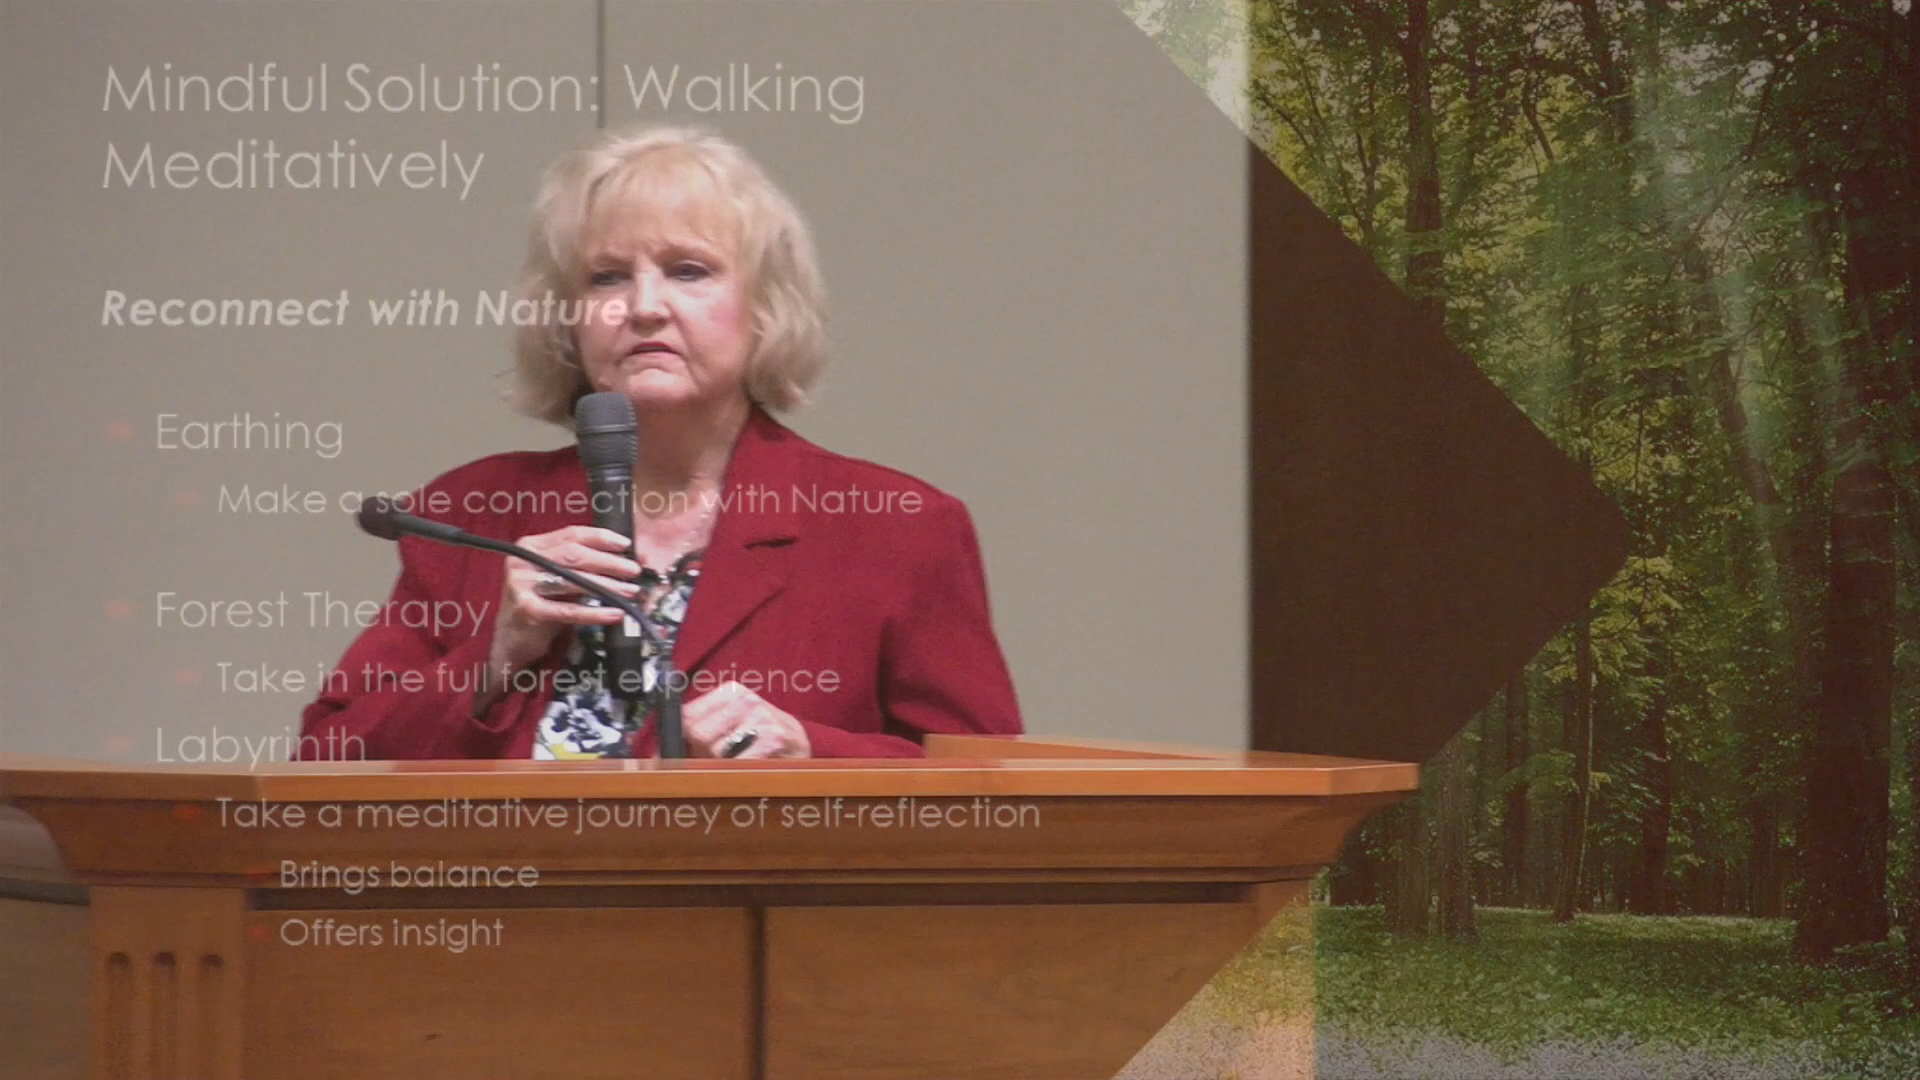 Mindful Solution: Walking
Meditatively
Reconnect with Nature
Earthing
Make a sole connection with Nature
Forest Therapy
Take in the full forest experience
Labyrinth
Take a meditative journey of self-reflection
Brings balance
Offers insight